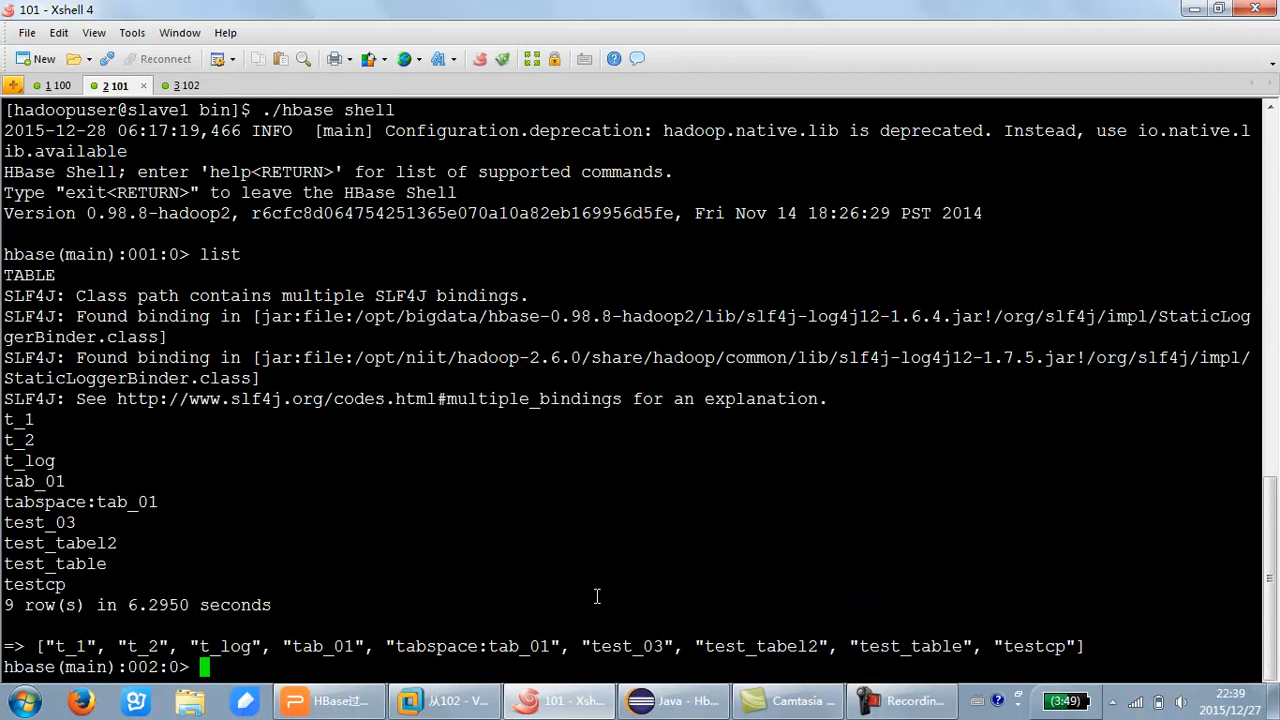 101 - Xshell 4
File Edit View Tools Window Help
New Reconnect
1 100 2 101 3 102
[hadoopuser@slave1 bin]$ ./hbase shell
2015-12-28 06:17:19,466 INFO  [main] Configuration.deprecation: hadoop.native.lib is deprecated. Instead, use io.native.l
ib.available
HBase Shell; enter 'help<RETURN>' for list of supported commands.
Type "exit<RETURN>" to leave the HBase Shell
Version 0.98.8-hadoop2, r6cfc8d064754251365e070a10a82eb169956d5fe, Fri Nov 14 18:26:29 PST 2014
hbase(main):001:0> list
TABLE
SLF4J: Class path contains multiple SLF4J bindings.
SLF4J: Found binding in [jar:file:/opt/bigdata/hbase-0.98.8-hadoop2/lib/slf4j-log4j12-1.6.4.jar!/org/slf4j/impl/StaticLog
gerBinder.class]
SLF4J: Found binding in [jar:file:/opt/niit/hadoop-2.6.0/share/hadoop/common/lib/slf4j-log4j12-1.7.5.jar!/org/slf4j/impl/
StaticLoggerBinder.class]
SLF4J: See http://www.slf4j.org/codes.html#multiple_bindings for an explanation.
t_1
t_2
t_log
tab_01
tabspace:tab_01
test_03
test_tabel2
test_table
testcp
9 row(s) in 6.2950 seconds
=> ["t_1", "t_2", "t_log", "tab_01", "tabspace:tab_01", "test_03", "test_tabel2", "test_table", "testcp"]
hbase(main):002:0>
HBase过... 从102 - V... 101 - Xsh... Java - Hb... Camtasia ... Recordin... (3:49) 22:39
2015/12/27